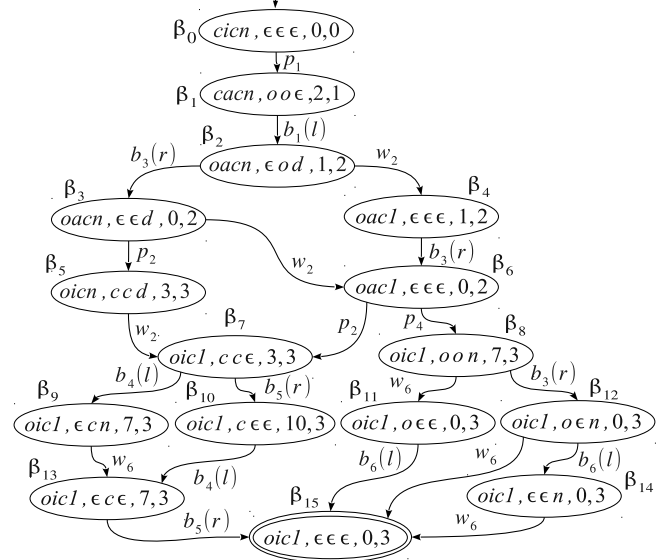 β0 cicn, ϵϵϵ, 0,0
p1
β1 cacn, ooϵ,2,1
b1(l)
β2 oacn, ϵod, 1,2
b3(r) w2
β3 oacn, ϵϵd, 0,2
β4 oac1, ϵϵϵ, 1,2
p2 w2 b3(r)
β5 oicn, ccd, 3,3
β6 oac1, ϵϵϵ, 0,2
w2 p2 p4
β7 oic1, ccϵ, 3,3
β8 oic1, oon, 7,3
b4(l) b5(r) w6 b3(r)
β9 oic1, ϵcn, 7,3
β10 oic1, cϵϵ, 10,3
β11 oic1, oϵϵ, 0,3
β12 oic1, oϵn, 0,3
w6 b4(l) b6(l) w6 b6(l)
β13 oic1, ϵcϵ, 7,3
β14 oic1, ϵϵn, 0,3
b5(r) w6
β15 oic1, ϵϵϵ, 0,3